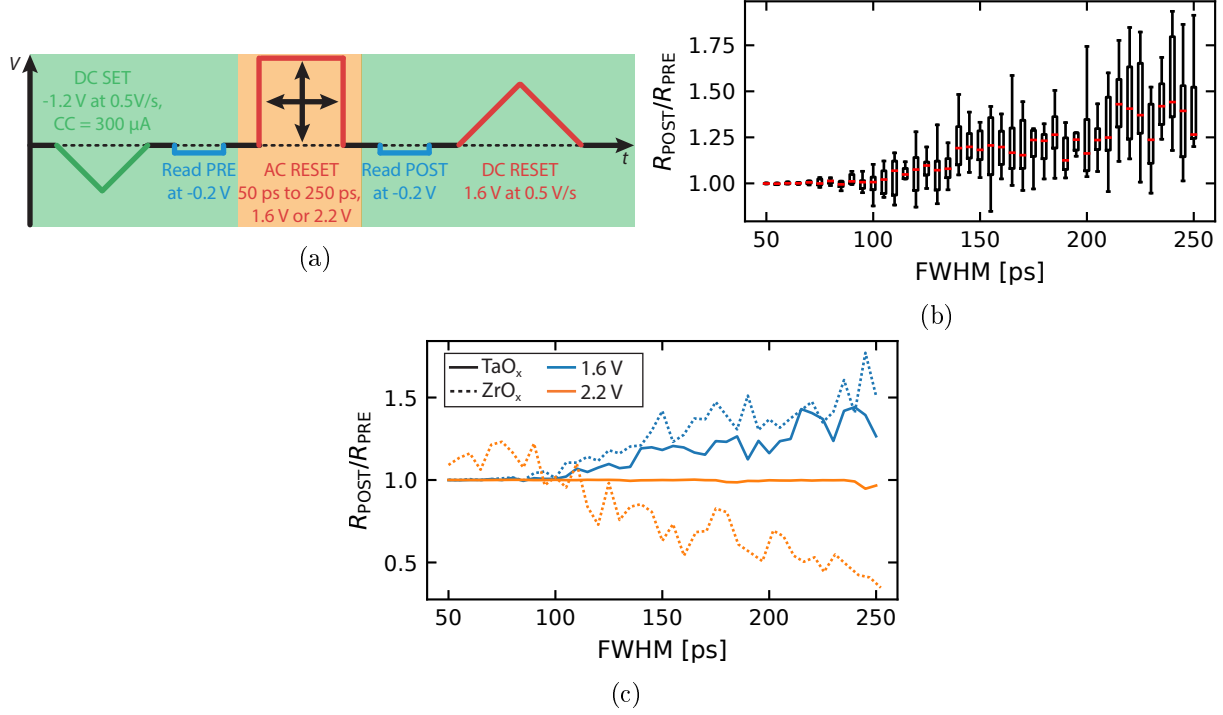 V
DC SET
-1.2 V at 0.5V/s,
CC = 300 µA
Read PRE
at -0.2 V
AC RESET
50 ps to 250 ps,
1.6 V or 2.2 V
Read POST
at -0.2 V
DC RESET
1.6 V at 0.5 V/s
t
(a)
R_POST/R_PRE
1.75
1.50
1.25
1.00
50 100 150 200 250
FWHM [ps]
(b)
TaOₓ 1.6 V
ZrOₓ 2.2 V
R_POST/R_PRE
1.5
1.0
0.5
50 100 150 200 250
FWHM [ps]
(c)